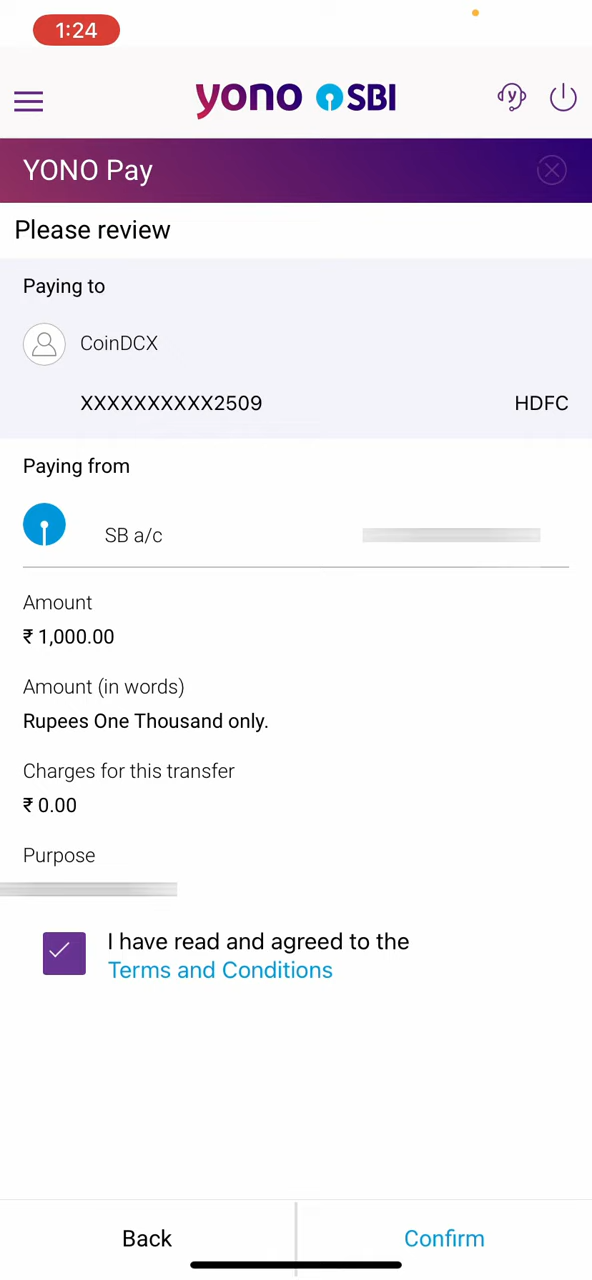 1:24
yono SBI
YONO Pay
Please review
Paying to
CoinDCX
XXXXXXXXXX2509 HDFC
Paying from
SB a/c
Amount
₹ 1,000.00
Amount (in words)
Rupees One Thousand only.
Charges for this transfer
₹ 0.00
Purpose
I have read and agreed to the
Terms and Conditions
Back Confirm